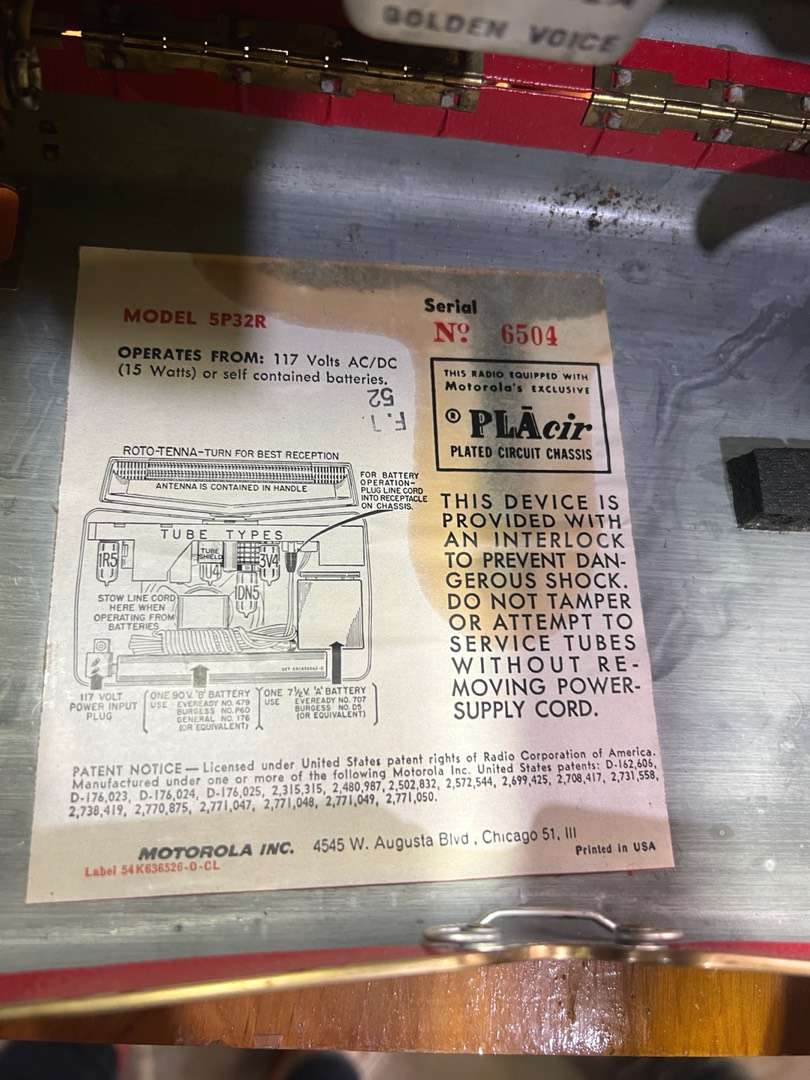 GOLDEN VOICE
MODEL 5P32R
Serial
Nº 6504
OPERATES FROM: 117 Volts AC/DC
(15 Watts) or self contained batteries.
52
THIS RADIO EQUIPPED WITH
Motorola's EXCLUSIVE
® PLĀcir
PLATED CIRCUIT CHASSIS
ROTO-TENNA-TURN FOR BEST RECEPTION
ANTENNA IS CONTAINED IN HANDLE
FOR BATTERY
OPERATION-
PLUG LINE CORD
INTO RECEPTACLE
ON CHASSIS.
TUBE TYPES
1R5
TUBE
SHIELD
1U4
3V4
1DN5
STOW LINE CORD
HERE WHEN
OPERATING FROM
BATTERIES
117 VOLT
POWER INPUT
PLUG
ONE 90 V. "B" BATTERY
USE EVEREADY NO. 479
BURGESS NO. P60
GENERAL NO. 176
(OR EQUIVALENT)
ONE 7½V. "A" BATTERY
USE EVEREADY NO. 707
BURGESS NO. D5
(OR EQUIVALENT)
THIS DEVICE IS
PROVIDED WITH
AN INTERLOCK
TO PREVENT DAN-
GEROUS SHOCK.
DO NOT TAMPER
OR ATTEMPT TO
SERVICE TUBES
WITHOUT RE-
MOVING POWER-
SUPPLY CORD.
PATENT NOTICE — Licensed under United States patent rights of Radio Corporation of America.
Manufactured under one or more of the following Motorola Inc. United States patents: D-162,606,
D-176,023, D-176,024, D-176,025, 2,315,315, 2,480,987, 2,502,832, 2,572,544, 2,699,425, 2,708,417, 2,731,558,
2,738,419, 2,770,875, 2,771,047, 2,771,048, 2,771,049, 2,771,050.
MOTOROLA INC. 4545 W. Augusta Blvd., Chicago 51, Ill
Printed in USA
Label 54K636526-O-CL